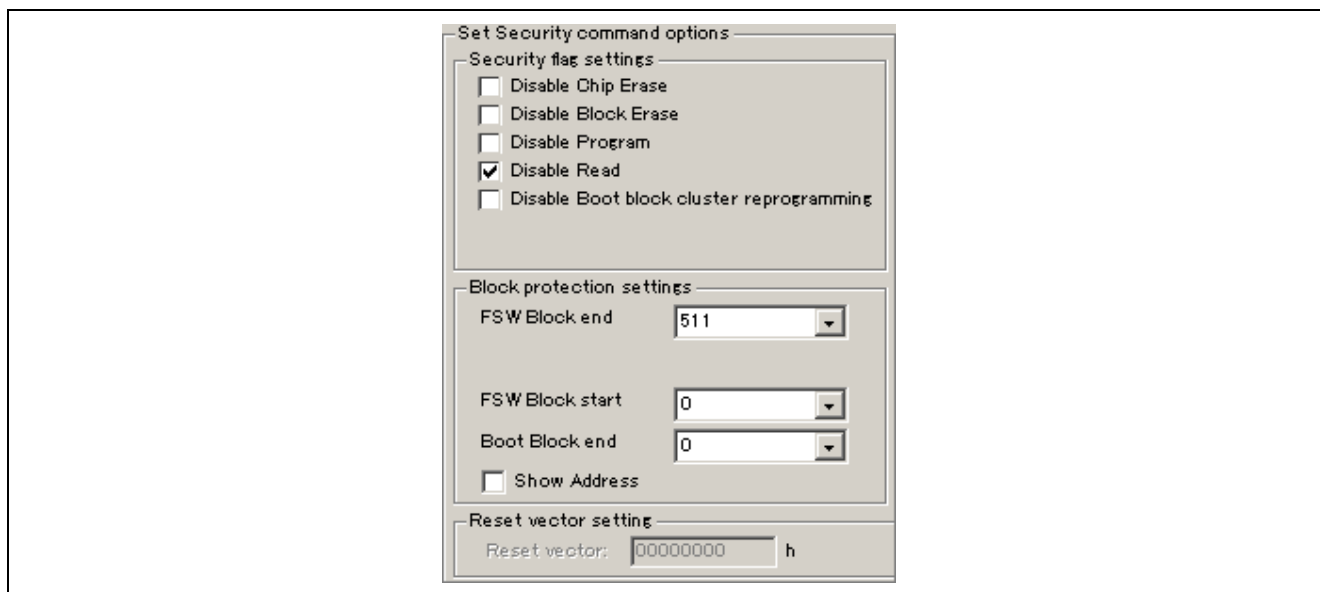 Set Security command options
Security flag settings
Disable Chip Erase
Disable Block Erase
Disable Program
Disable Read
Disable Boot block cluster reprogramming
Block protection settings
FSW Block end 511
FSW Block start 0
Boot Block end 0
Show Address
Reset vector setting
Reset vector: 00000000 h